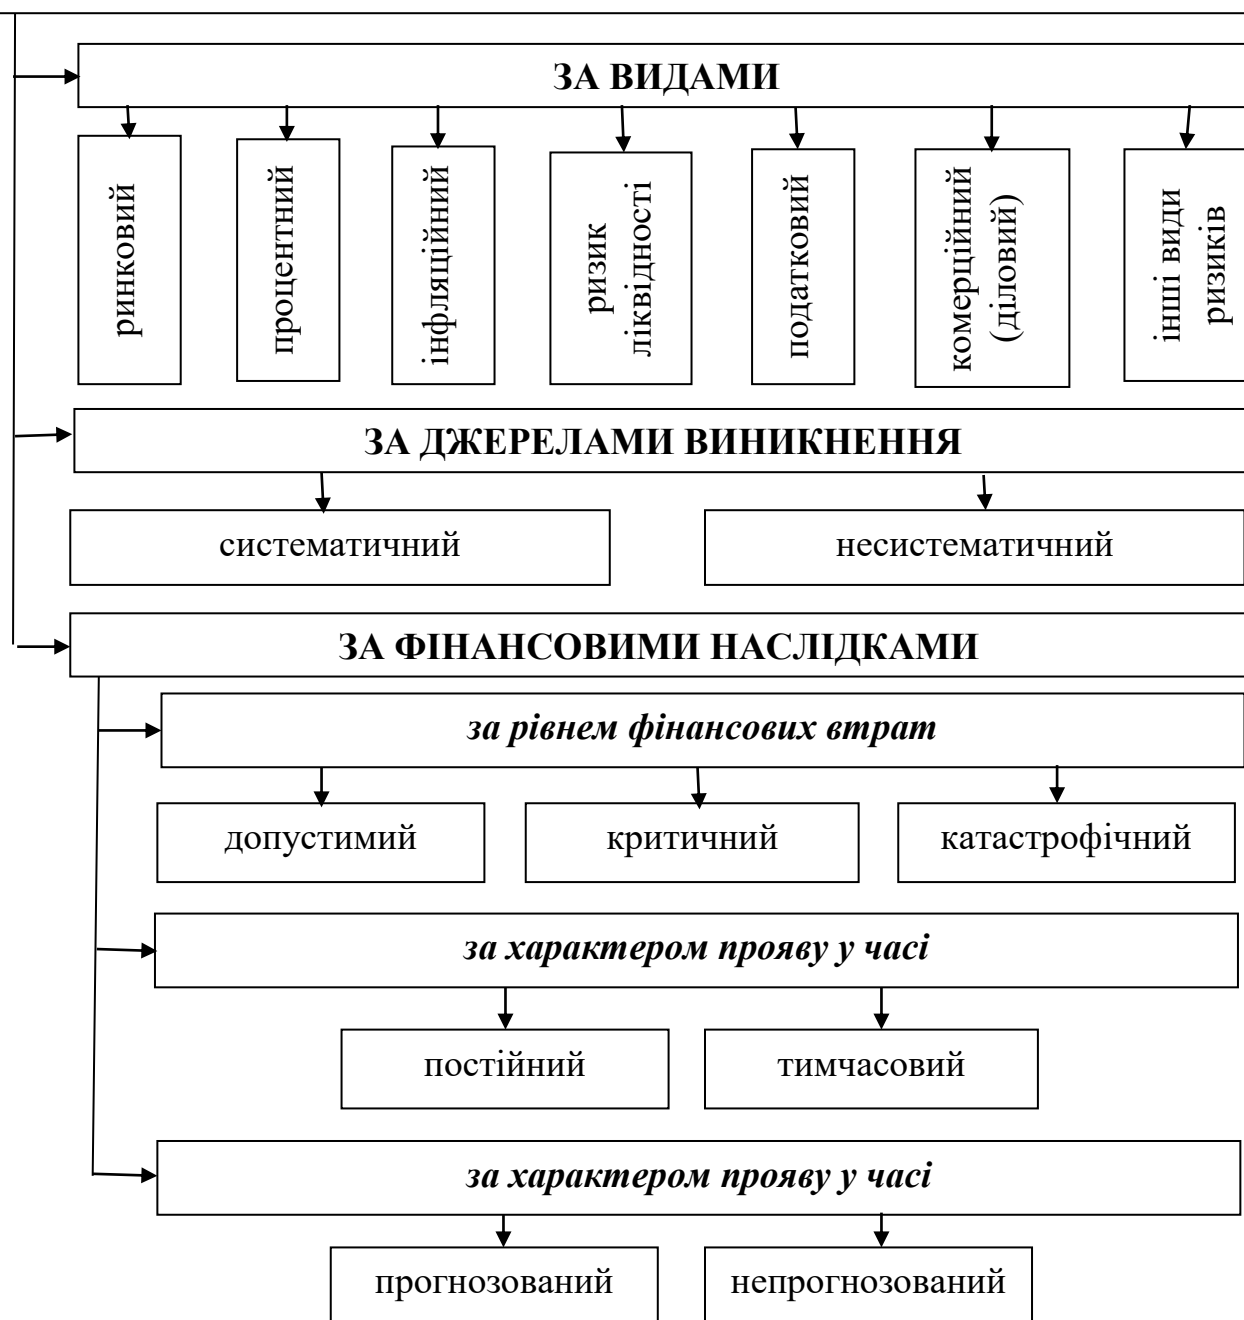 ЗА ВИДАМИ
ринковий
процентний
інфляційний
ризик
ліквідності
податковий
комерційний
(діловий)
інші види
ризиків
ЗА ДЖЕРЕЛАМИ ВИНИКНЕННЯ
систематичний
несистематичний
ЗА ФІНАНСОВИМИ НАСЛІДКАМИ
за рівнем фінансових втрат
допустимий
критичний
катастрофічний
за характером прояву у часі
постійний
тимчасовий
за характером прояву у часі
прогнозований
непрогнозований